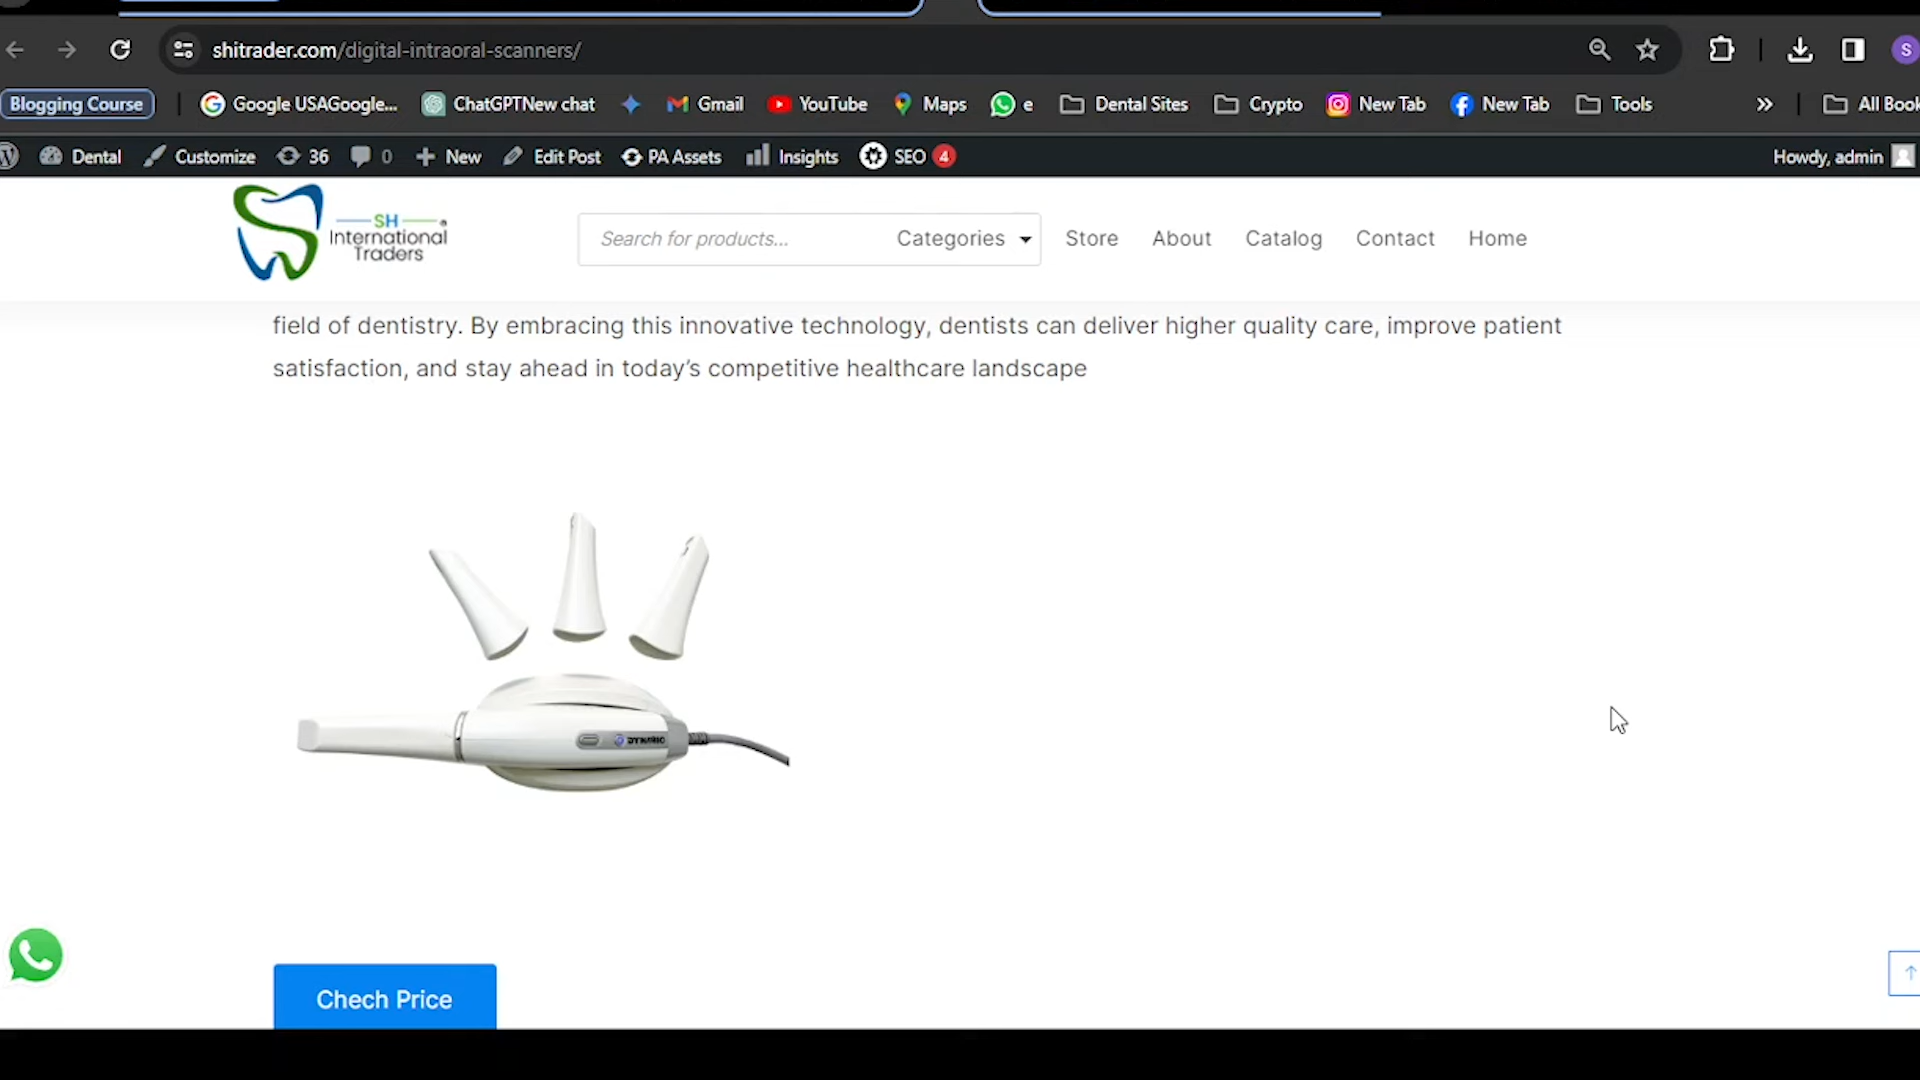 shitrader.com/digital-intraoral-scanners/
S
Blogging Course
Google USAGoogle...
ChatGPTNew chat
Gmail
YouTube
Maps
e
Dental Sites
Crypto
New Tab
New Tab
Tools
»
All Book
Dental
Customize
36
0
New
Edit Post
PA Assets
Insights
SEO 4
Howdy, admin
SH
International
Traders
Search for products...
Categories
Store
About
Catalog
Contact
Home
field of dentistry. By embracing this innovative technology, dentists can deliver higher quality care, improve patient
satisfaction, and stay ahead in today’s competitive healthcare landscape
Chech Price